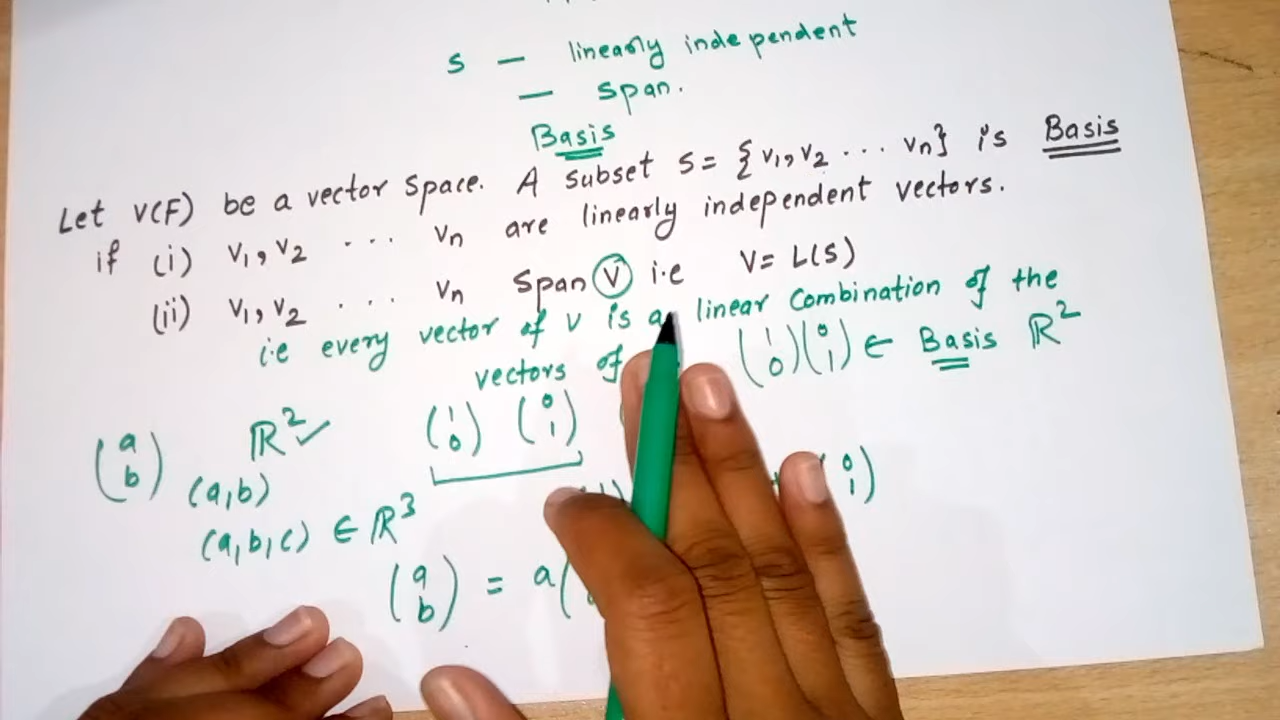 s — linearly independent
— span.
Basis
Let V(F) be a vector space. A subset S = {v₁, v₂ ... vₙ} is Basis
if (i) v₁, v₂ ... vₙ are linearly independent vectors.
(ii) v₁, v₂ ... vₙ span V i.e V = L(S)
i.e every vector of V is a linear combination of the
vectors of (1 0) (0 1) ∈ Basis ℝ²
(a b) ℝ² ✓ (1 0) (0 1)
(a,b) (0 1)
(a,b,c) ∈ ℝ³
(a b) = a(